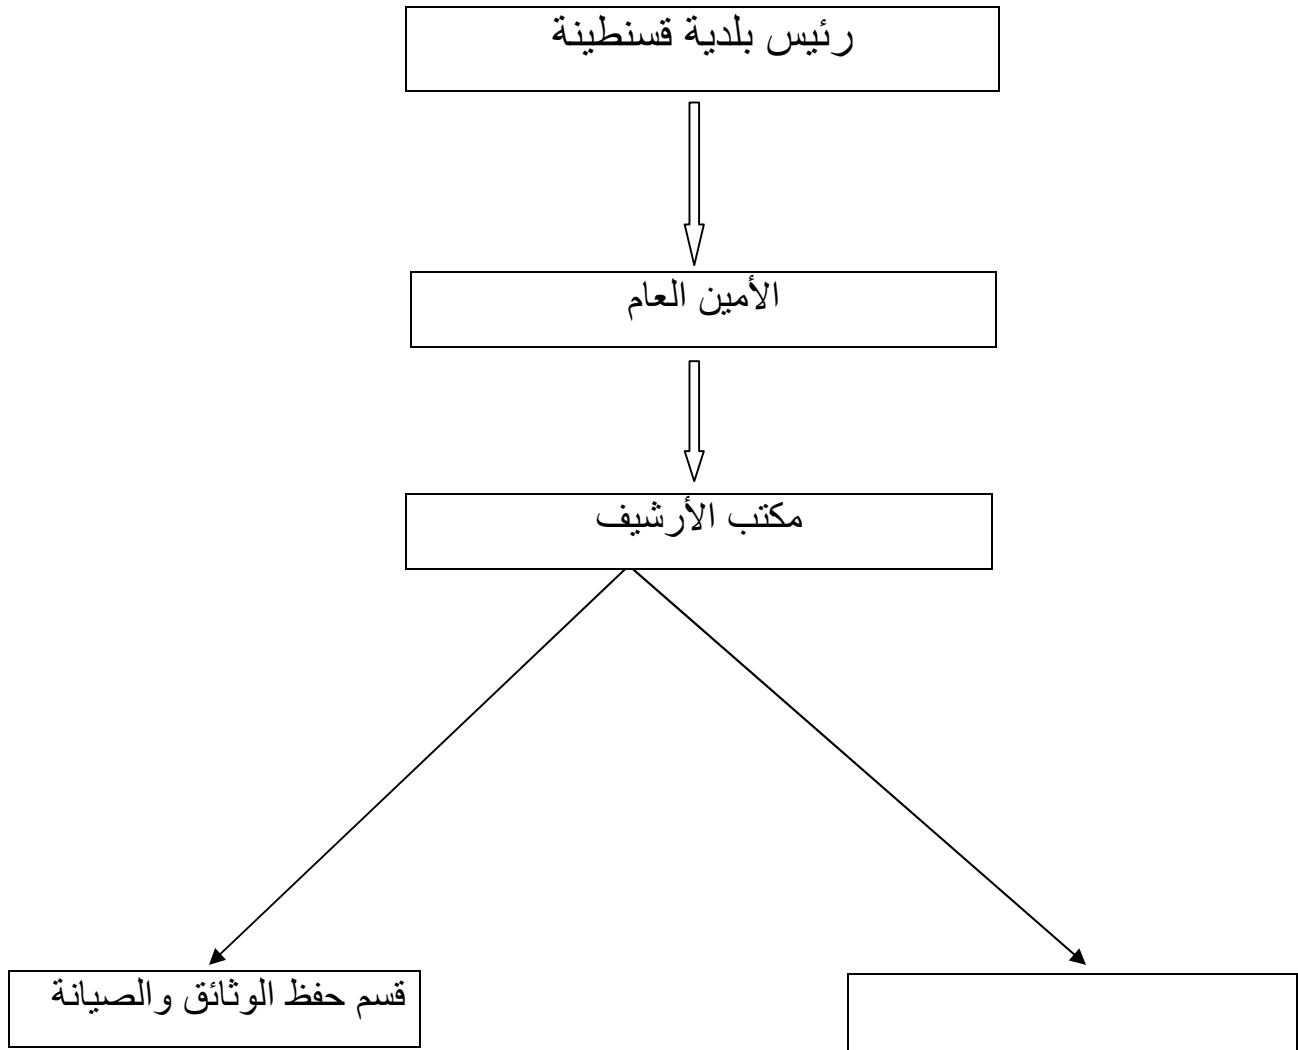 رئيس بلدية قسنطينة
الأمين العام
مكتب الأرشيف
قسم حفظ الوثائق والصيانة